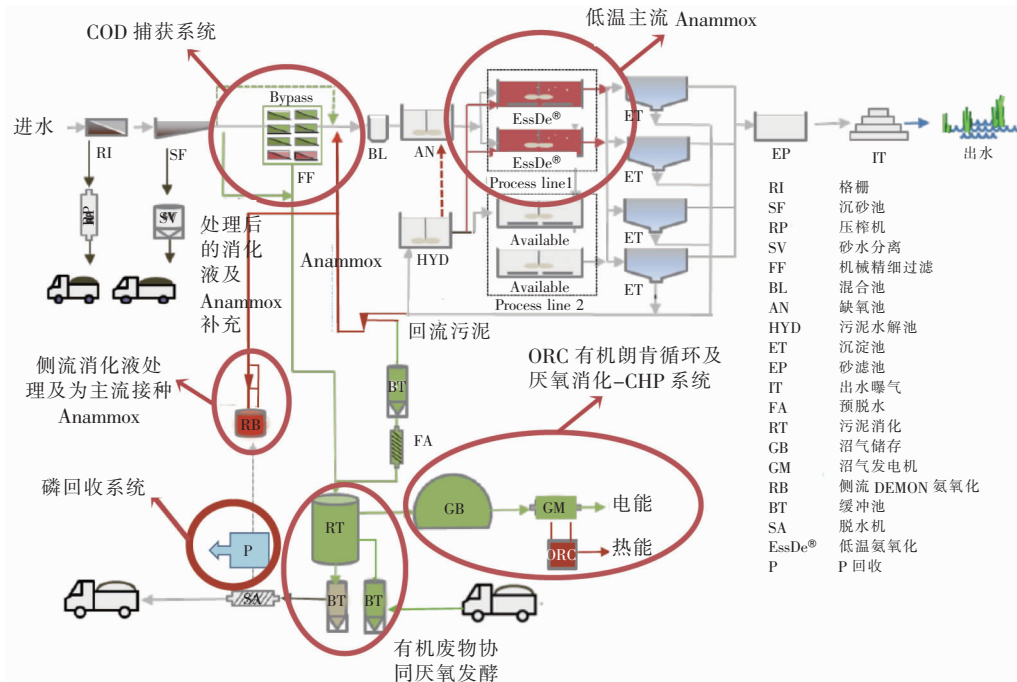 COD 捕获系统
低温主流 Anammox
Bypass
进水
RI
SF
FF
BL
AN
EssDe®
EssDe®
Process line1
ET
ET
ET
ET
EP
IT
出水
RP
SV
处理后
的消化
液及
Anammox
补充
Anammox
HYD
Available
Available
Process line 2
回流污泥
侧流消化液处
理及为主流接种
Anammox
RB
BT
FA
ORC 有机朗肯循环及
厌氧消化–CHP 系统
磷回收系统
P
RT
GB
GM
电能
ORC
热能
SA
BT
BT
有机废物协
同厌氧发酵
RI 格栅
SF 沉砂池
RP 压榨机
SV 砂水分离
FF 机械精细过滤
BL 混合池
AN 缺氧池
HYD 污泥水解池
ET 沉淀池
EP 砂滤池
IT 出水曝气
FA 预脱水
RT 污泥消化
GB 沼气储存
GM 沼气发电机
RB 侧流 DEMON 氨氧化
BT 缓冲池
SA 脱水机
EssDe® 低温氨氧化
P P 回收